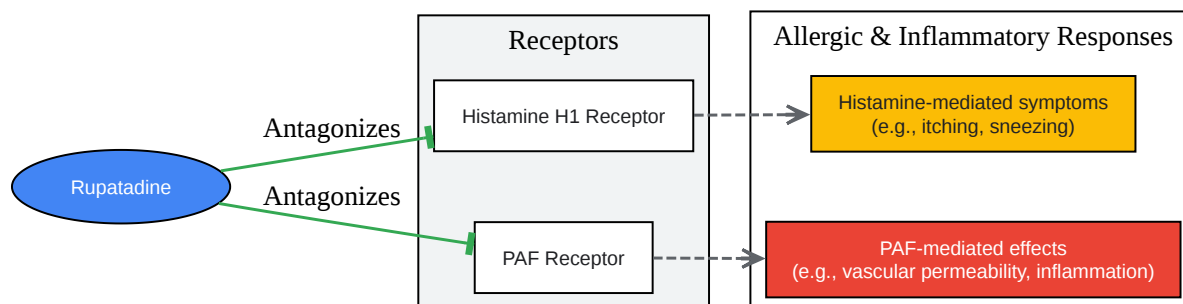 Receptors
Allergic & Inflammatory Responses
Histamine H1 Receptor
Histamine-mediated symptoms
(e.g., itching, sneezing)
Antagonizes
Rupatadine
Antagonizes
PAF Receptor
PAF-mediated effects
(e.g., vascular permeability, inflammation)